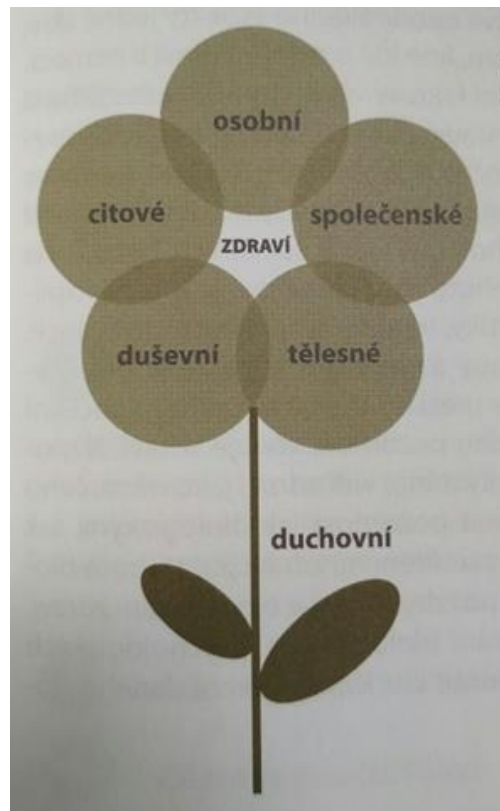 osobní
citové
společenské
ZDRAVÍ
duševní
tělesné
duchovní